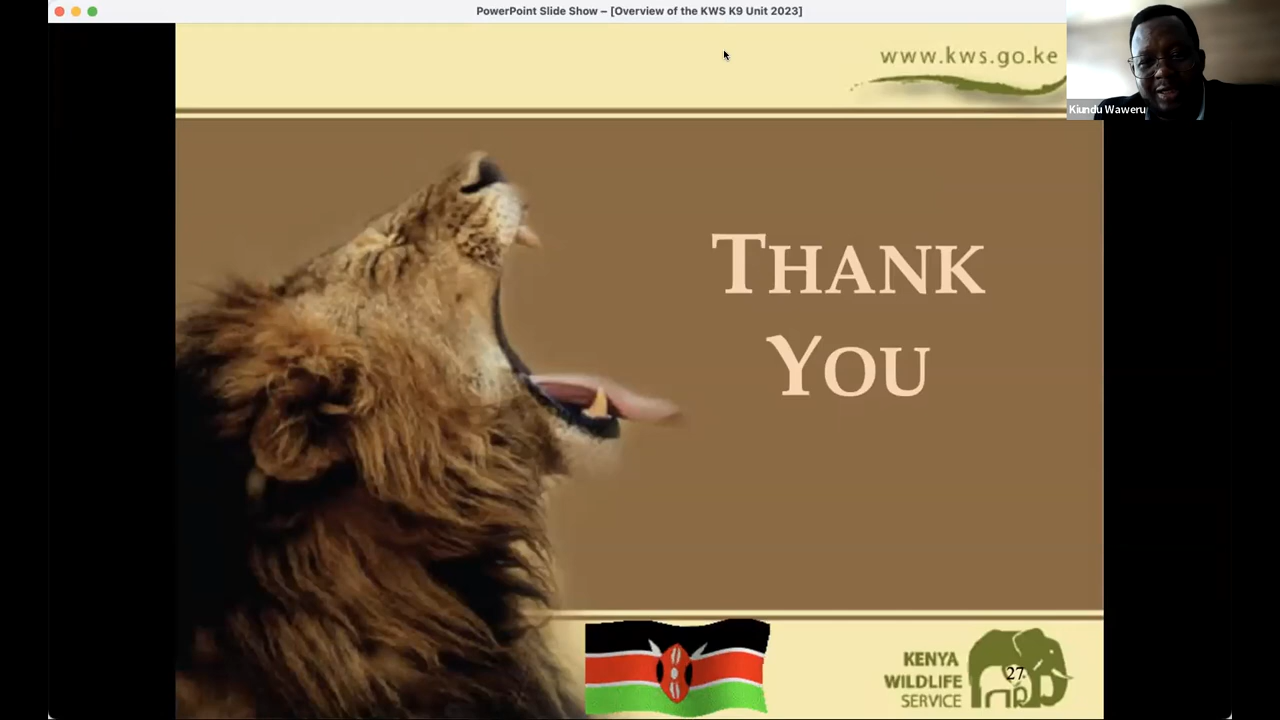 PowerPoint Slide Show – [Overview of the KWS K9 Unit 2023]
www.kws.go.ke
Kiundu Waweru
THANK
YOU
KENYA
WILDLIFE
SERVICE
27